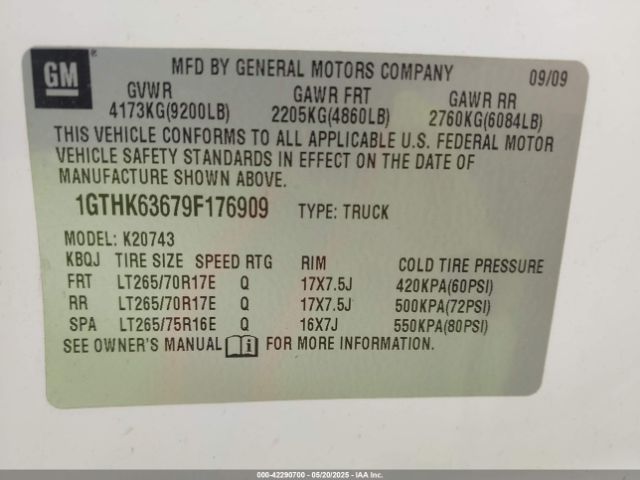 GM
MFD BY GENERAL MOTORS COMPANY 09/09
GVWR GAWR FRT GAWR RR
4173KG(9200LB) 2205KG(4860LB) 2760KG(6084LB)
THIS VEHICLE CONFORMS TO ALL APPLICABLE U.S. FEDERAL MOTOR
VEHICLE SAFETY STANDARDS IN EFFECT ON THE DATE OF
MANUFACTURE SHOWN ABOVE.
1GTHK63679F176909 TYPE: TRUCK
MODEL: K20743
KBQJ TIRE SIZE SPEED RTG RIM COLD TIRE PRESSURE
FRT LT265/70R17E Q 17X7.5J 420KPA(60PSI)
RR LT265/70R17E Q 17X7.5J 500KPA(72PSI)
SPA LT265/75R16E Q 16X7J 550KPA(80PSI)
SEE OWNER'S MANUAL FOR MORE INFORMATION.
000-42290700 - 05/20/2025 - IAA, Inc.